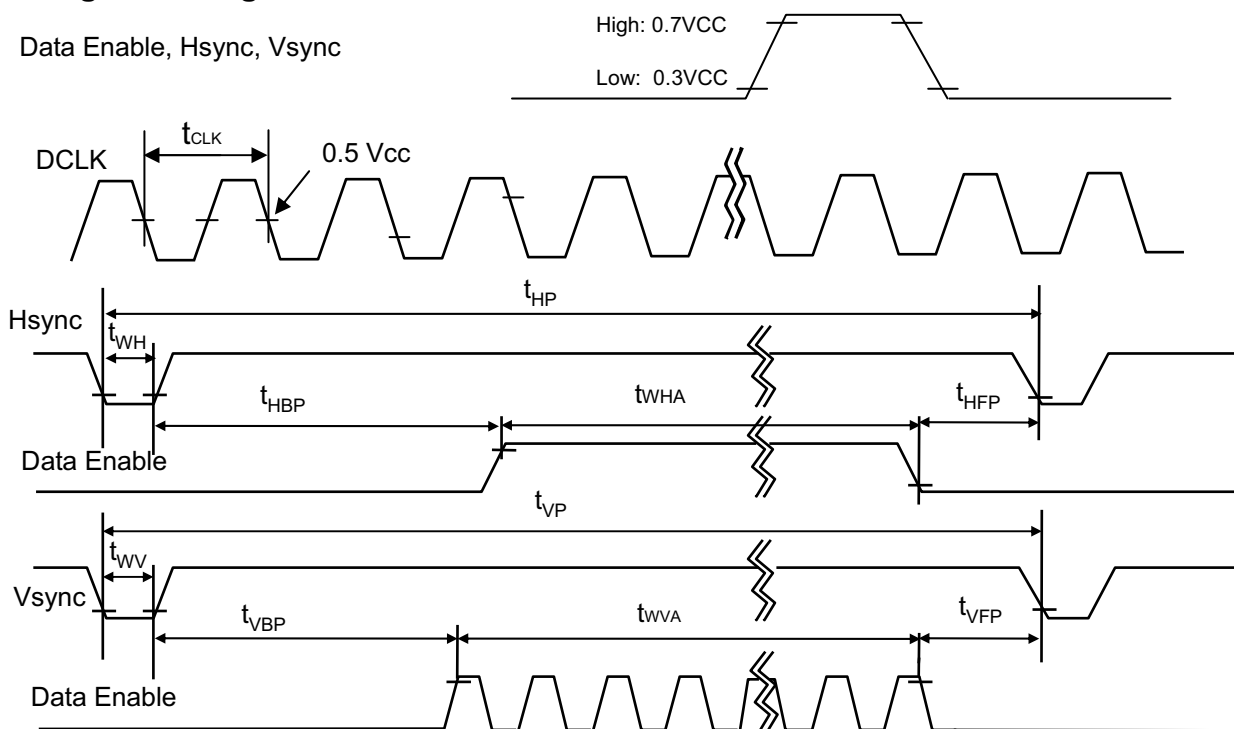 Data Enable, Hsync, Vsync
High: 0.7VCC
Low: 0.3VCC
DCLK
tCLK
0.5 Vcc
tHP
Hsync
tWH
tHBP
tWHA
tHFP
Data Enable
tVP
tWV
Vsync
tVBP
tWVA
tVFP
Data Enable